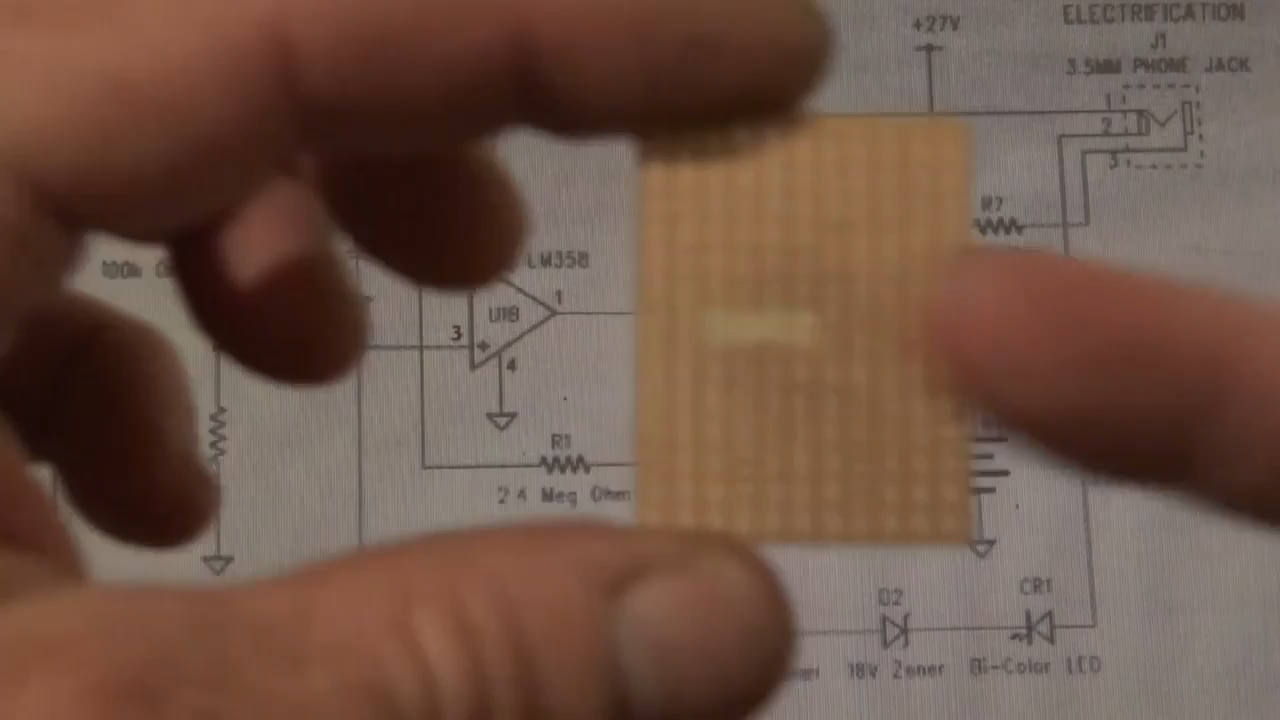 +27V
ELECTRIFICATION
J1
3.5MM PHONE JACK
1
2
3
R7
100k
LM358
U1B
1
3
+
4
R1
2.4 Meg Ohm
D2
CR1
18V Zener
Bi-Color LED